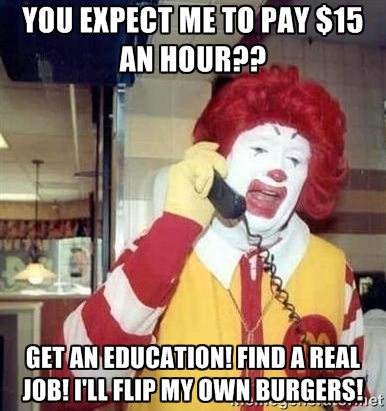 YOU EXPECT ME TO PAY $15
AN HOUR??
GET AN EDUCATION! FIND A REAL
JOB! I'LL FLIP MY OWN BURGERS!